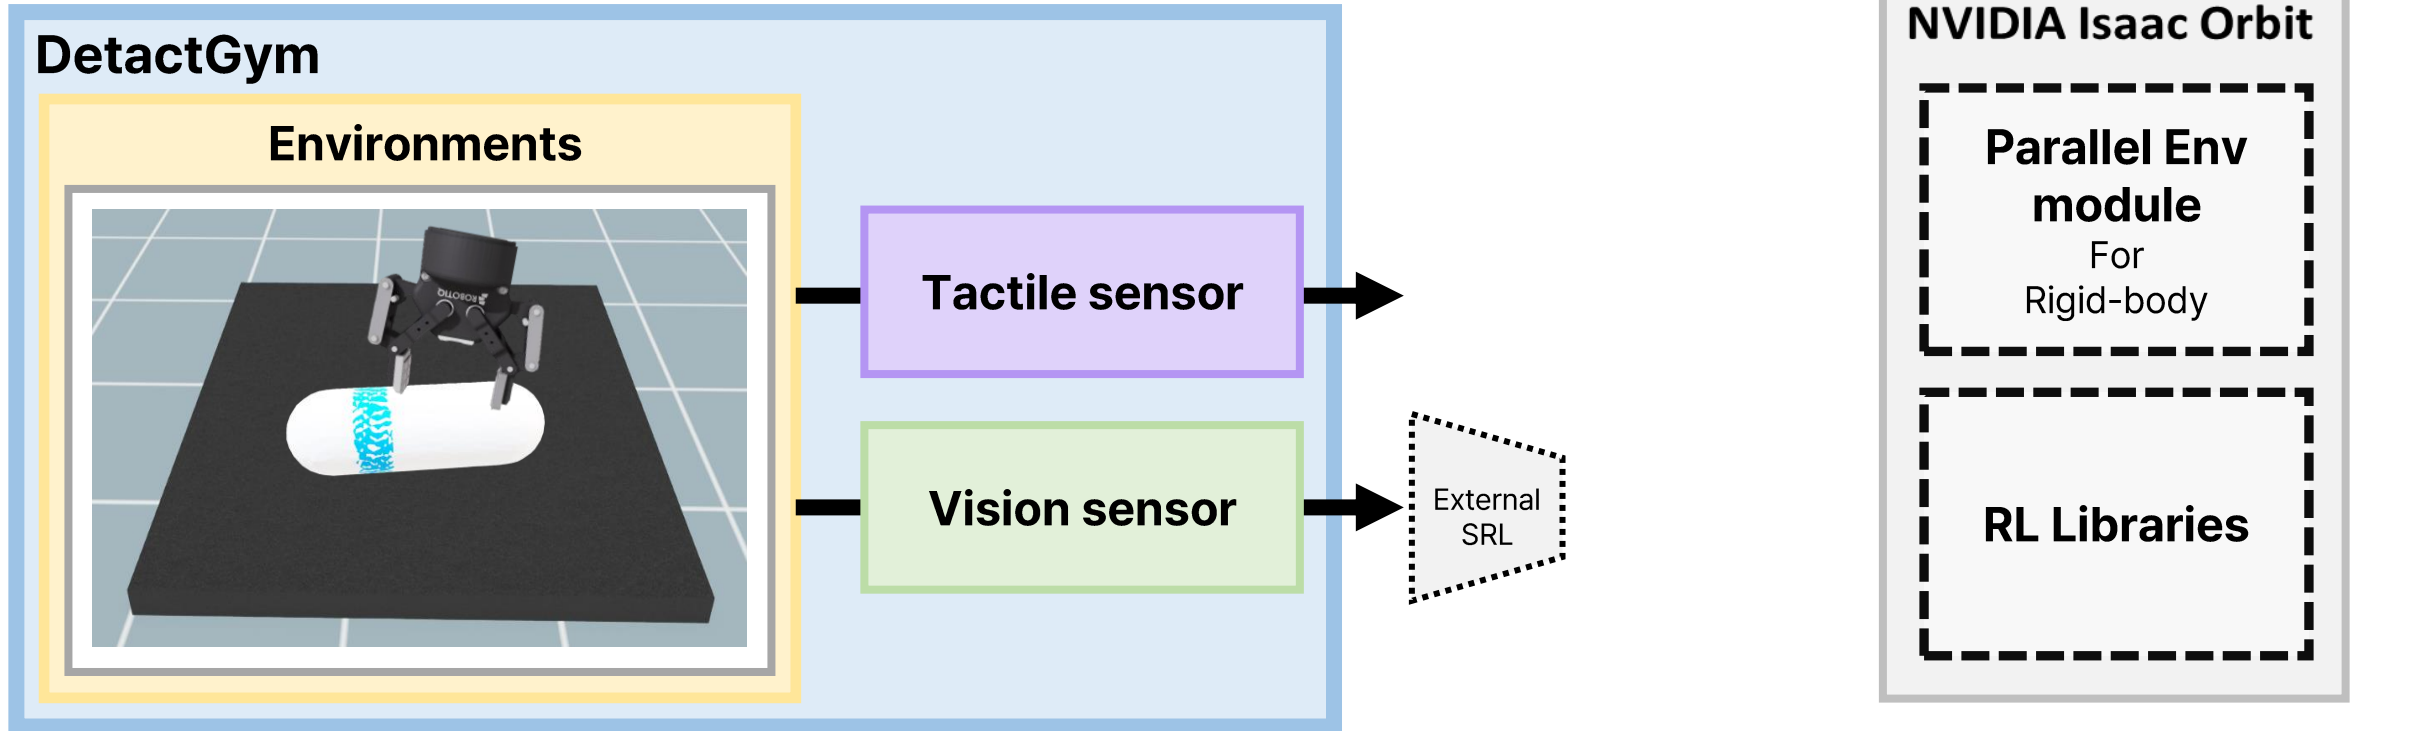 DetactGym
Environments
ROBOTIQ
Tactile sensor
Vision sensor
External
SRL
NVIDIA Isaac Orbit
Parallel Env
module
For
Rigid-body
RL Libraries